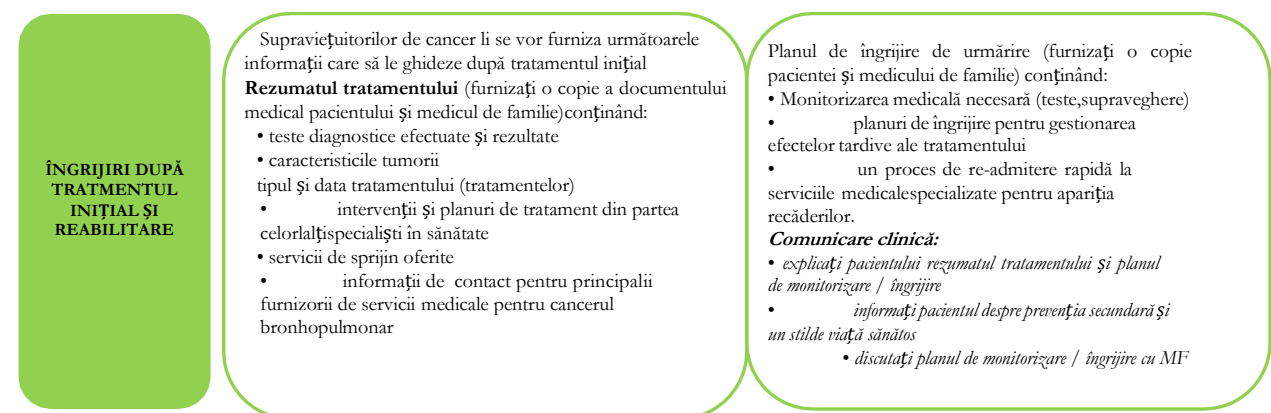 ÎNGRIJIRI DUPĂ
TRATMENTUL
INIȚIAL ȘI
REABILITARE
Supraviețuitorilor de cancer li se vor furniza următoarele
informații care să le ghideze după tratamentul inițial
Rezumatul tratamentului (furnizați o copie a documentului
medical pacientului și medicul de familie)conținând:
• teste diagnostice efectuate și rezultate
• caracteristicile tumorii
tipul și data tratamentului (tratamentelor)
• intervenții și planuri de tratament din partea
celorlalțispecialiști în sănătate
• servicii de sprijin oferite
• informații de contact pentru principalii
furnizorii de servicii medicale pentru cancerul
bronhopulmonar
Planul de îngrijire de urmărire (furnizați o copie
pacientei și medicului de familie) conținând:
• Monitorizarea medicală necesară (teste,supraveghere)
• planuri de îngrijire pentru gestionarea
efectelor tardive ale tratamentului
• un proces de re-admitere rapidă la
serviciile medicalespecializate pentru apariția
recăderilor.
Comunicare clinică:
• explicați pacientului rezumatul tratamentului și planul
de monitorizare / îngrijire
• informați pacientul despre prevenția secundară și
un stilde viață sănătos
• discutați planul de monitorizare / îngrijire cu MF